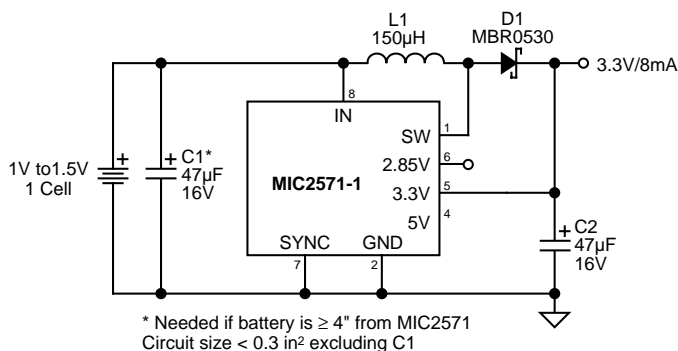 L1
150µH
D1
MBR0530
3.3V/8mA
8
IN
SW
1
2.85V
6
3.3V
5
5V
4
MIC2571-1
SYNC
GND
7
2
1V to1.5V
1 Cell
+
+
C1*
47µF
16V
+
C2
47µF
16V
* Needed if battery is ≥ 4" from MIC2571
Circuit size < 0.3 in² excluding C1